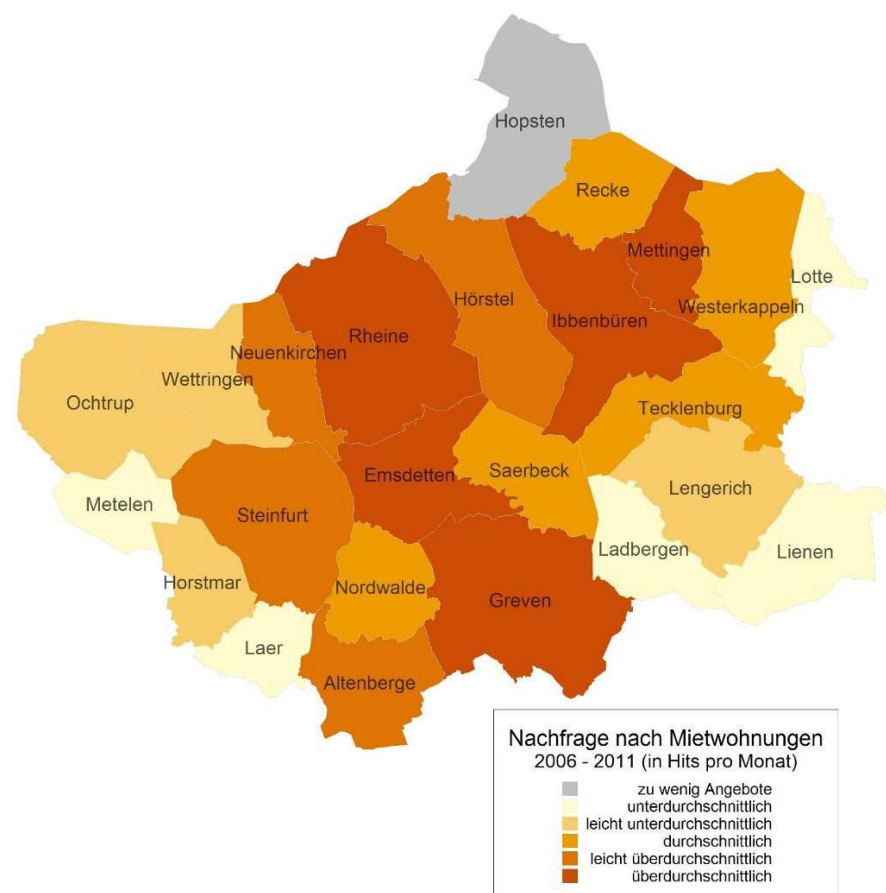 Hopsten
Recke
Mettingen
Lotte
Hörstel
Westerkappeln
Ibbenbüren
Rheine
Neuenkirchen
Wettringen
Ochtrup
Tecklenburg
Emsdetten
Saerbeck
Lengerich
Metelen
Steinfurt
Ladbergen
Lienen
Horstmar
Nordwalde
Greven
Laer
Altenberge
Nachfrage nach Mietwohnungen
2006 - 2011 (in Hits pro Monat)
zu wenig Angebote
unterdurchschnittlich
leicht unterdurchschnittlich
durchschnittlich
leicht überdurchschnittlich
überdurchschnittlich